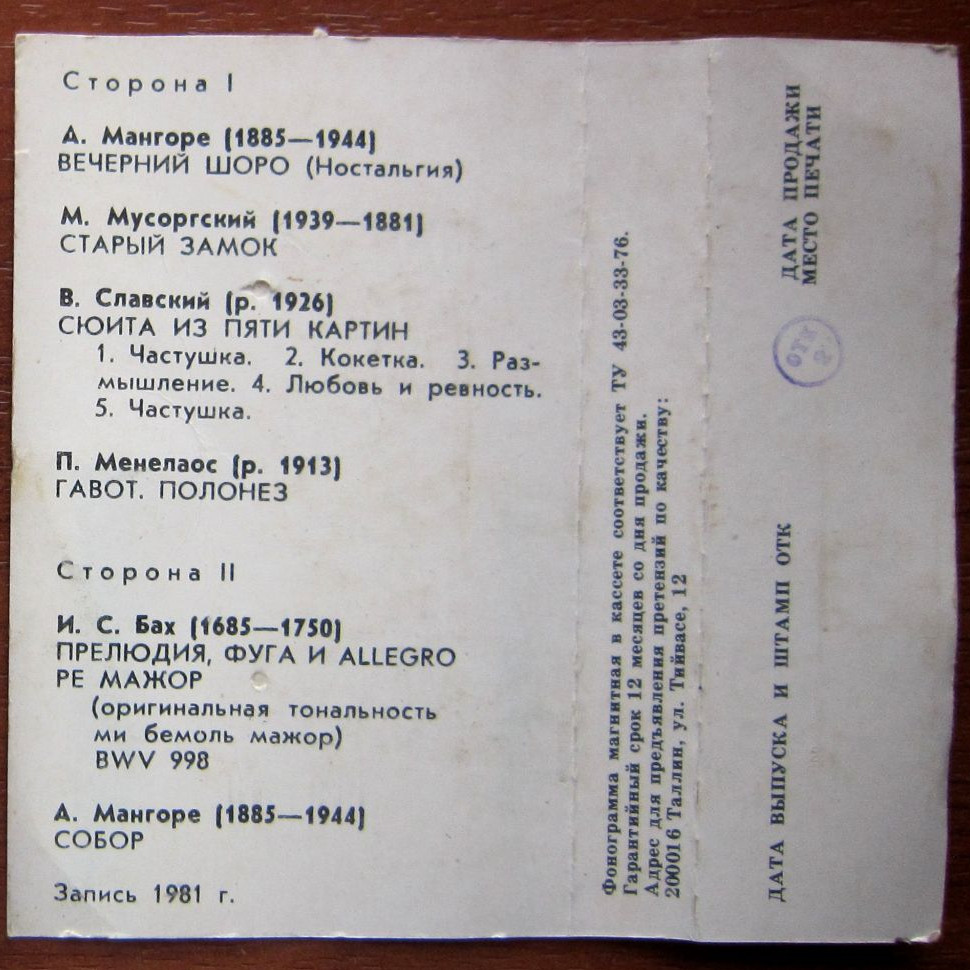 Сторона I
А. Мангоре (1885—1944)
ВЕЧЕРНИЙ ШОРО (Ностальгия)
М. Мусоргский (1939—1881)
СТАРЫЙ ЗАМОК
В. Славский (р. 1926)
СЮИТА ИЗ ПЯТИ КАРТИН
1. Частушка. 2. Кокетка. 3. Раз-
мышление. 4. Любовь и ревность.
5. Частушка.
П. Менелаос (р. 1913)
ГАВОТ. ПОЛОНЕЗ
Сторона II
И. С. Бах (1685—1750)
ПРЕЛЮДИЯ, ФУГА И ALLEGRO
РЕ МАЖОР
(оригинальная тональность
ми бемоль мажор)
BWV 998
А. Мангоре (1885—1944)
СОБОР
Запись 1981 г.
Фонограмма магнитная в кассете соответствует ТУ 43-03-33-76.
Гарантийный срок 12 месяцев со дня продажи.
Адрес для предъявления претензий по качеству:
200016 Таллин, ул. Тийвасе, 12
ДАТА ВЫПУСКА И ШТАМП ОТК
ДАТА ПРОДАЖИ
МЕСТО ПЕЧАТИ
ОТК